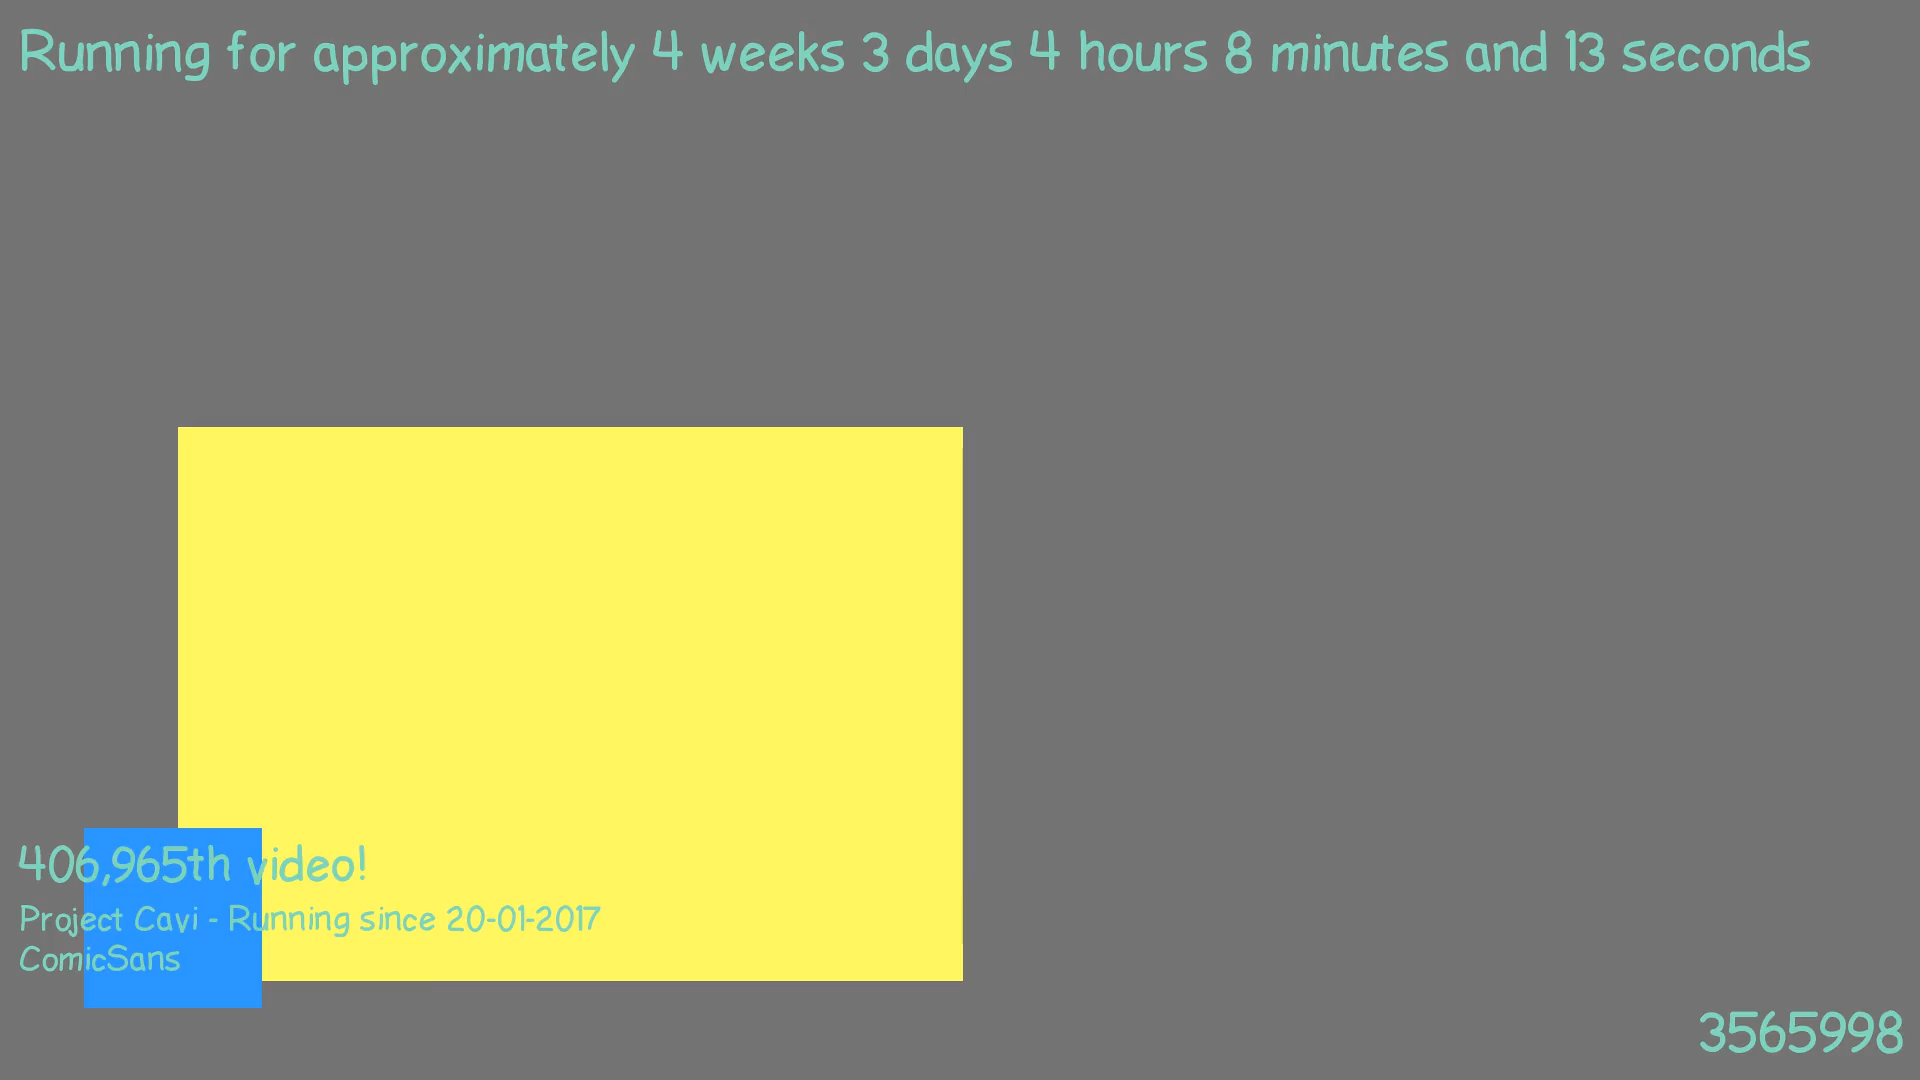 Running for approximately 4 weeks 3 days 4 hours 8 minutes and 13 seconds
406,965th video!
Project Cavi - Running since 20-01-2017
ComicSans
3565998